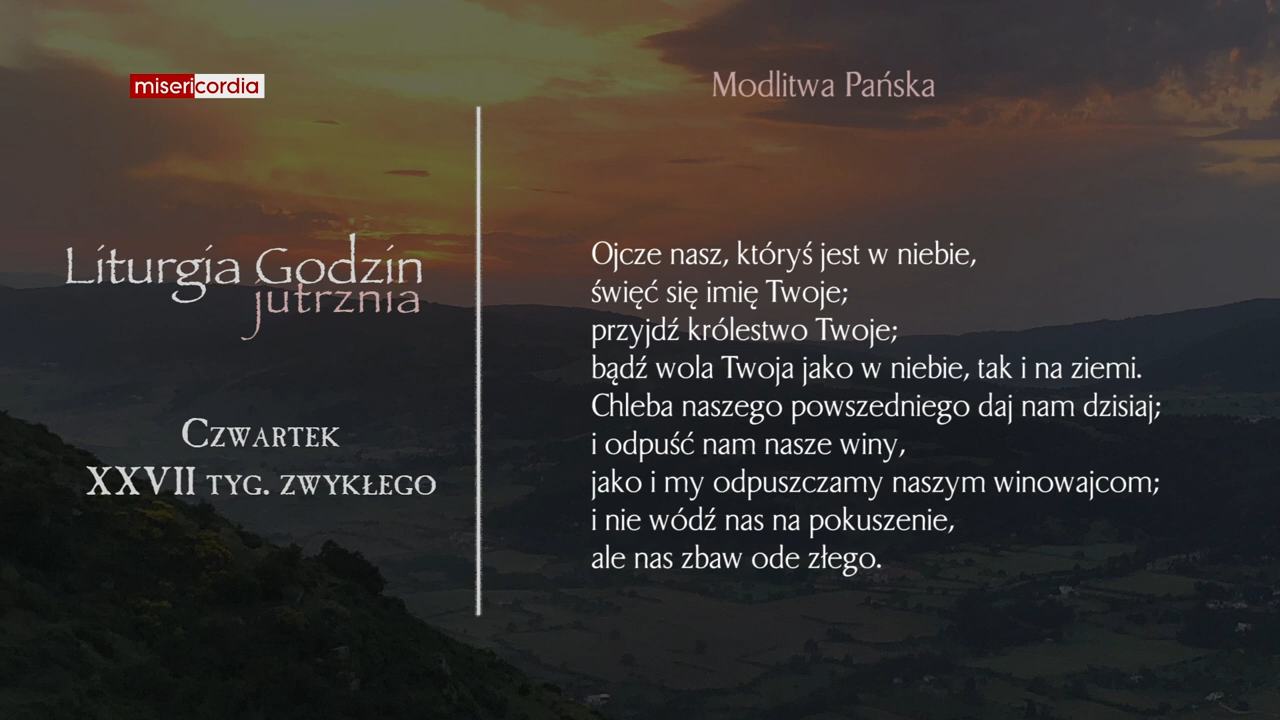 misericordia
Liturgia Godzin
jutrznia
Czwartek
XXVII tyg. zwykłego
Modlitwa Pańska
Ojcze nasz, któryś jest w niebie,
święć się imię Twoje;
przyjdź królestwo Twoje;
bądź wola Twoja jako w niebie, tak i na ziemi.
Chleba naszego powszedniego daj nam dzisiaj;
i odpuść nam nasze winy,
jako i my odpuszczamy naszym winowajcom;
i nie wódź nas na pokuszenie,
ale nas zbaw ode złego.